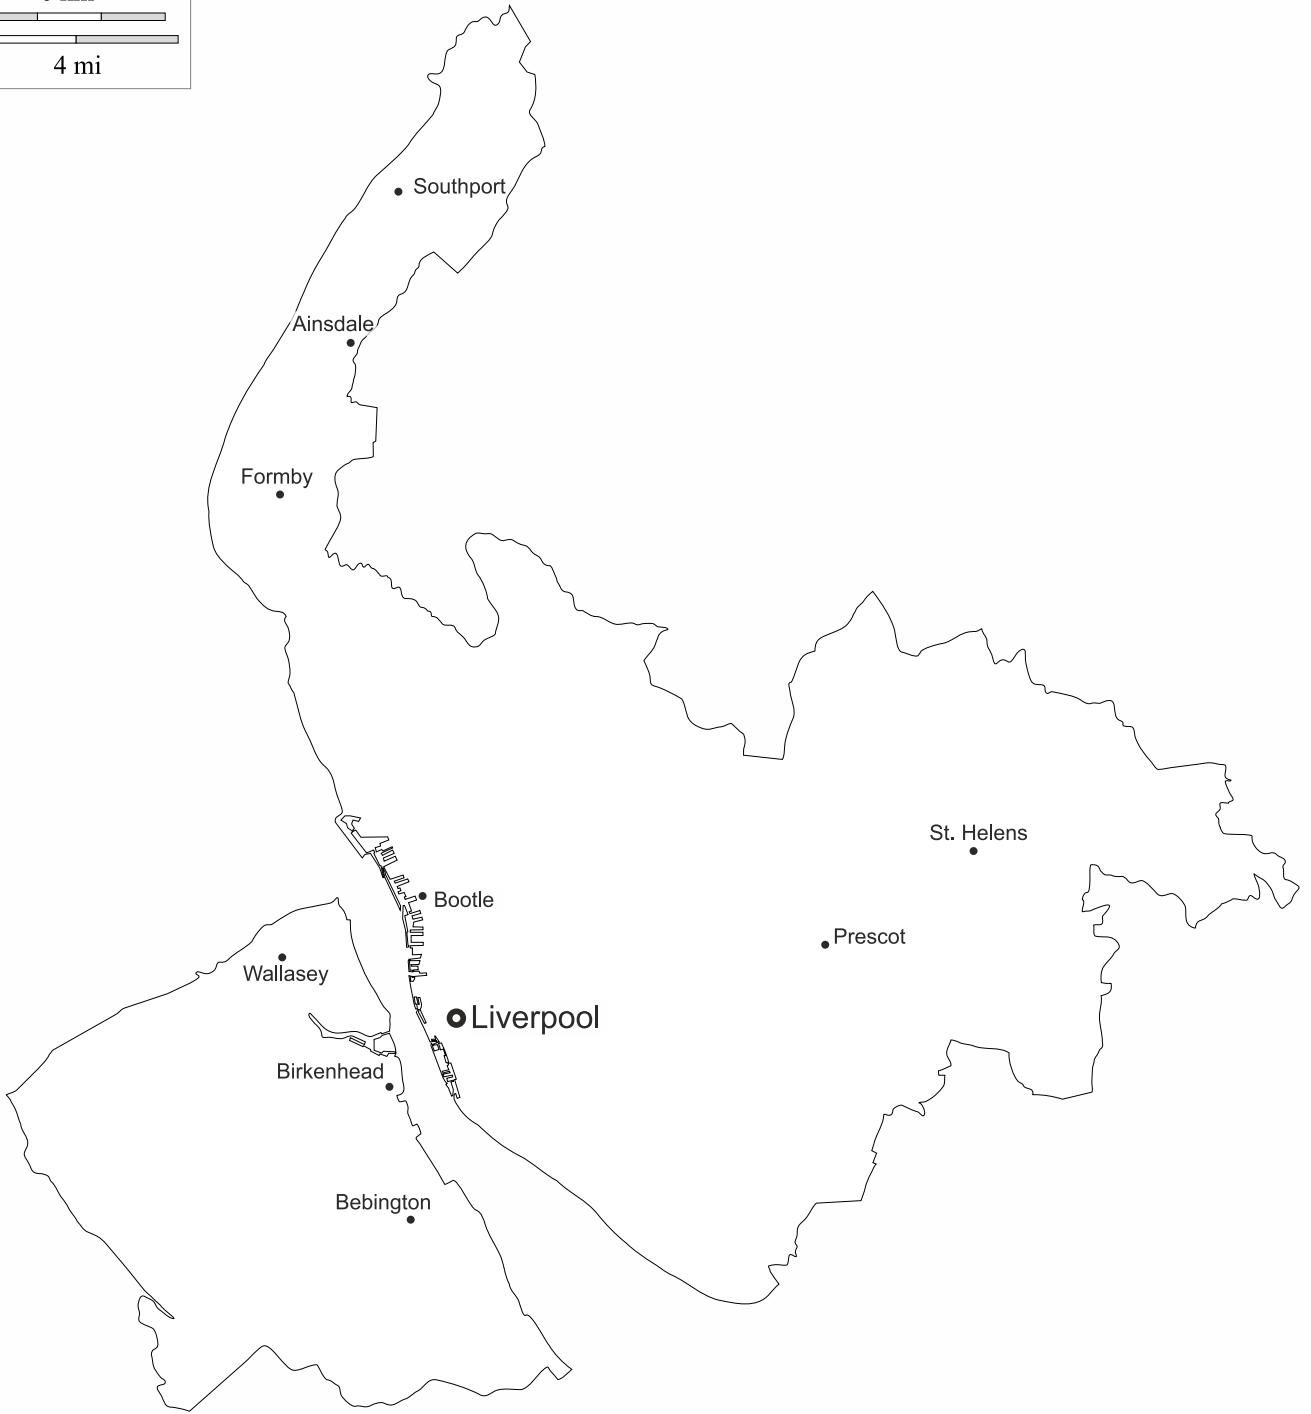 4 mi
Southport
Ainsdale
Formby
St. Helens
Bootle
Prescot
Wallasey
Liverpool
Birkenhead
Bebington